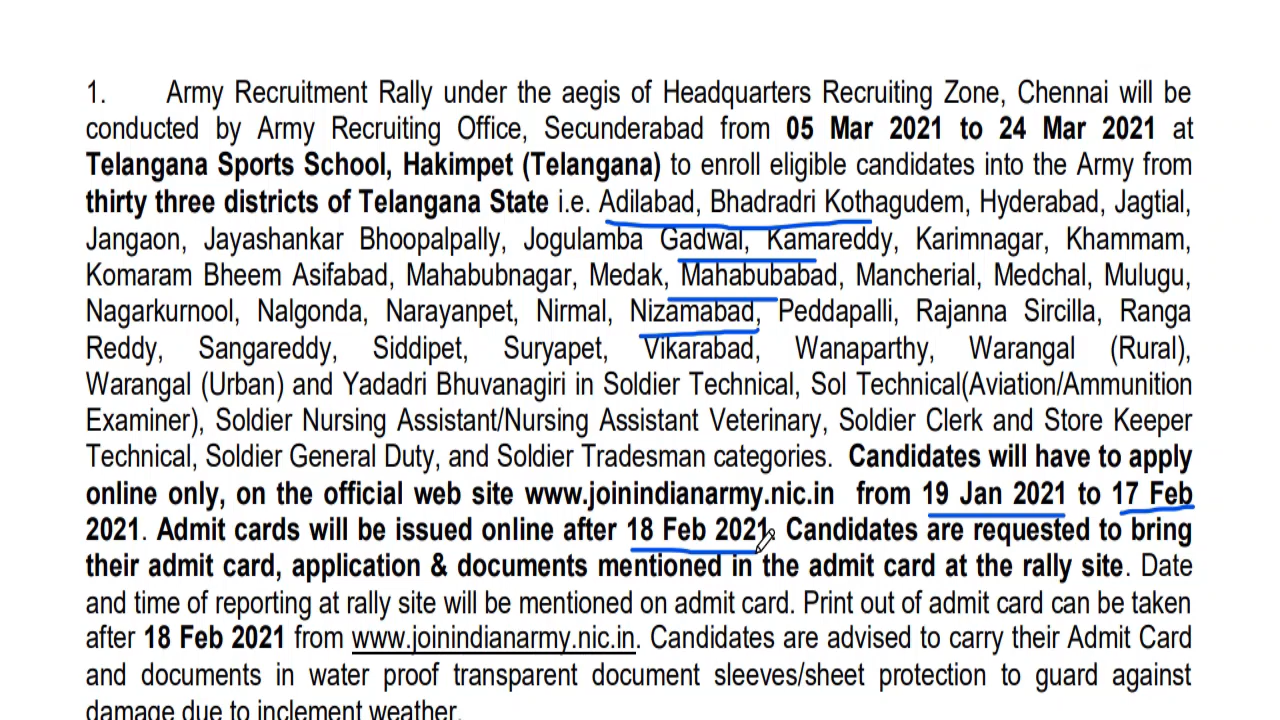 1. Army Recruitment Rally under the aegis of Headquarters Recruiting Zone, Chennai will be
conducted by Army Recruiting Office, Secunderabad from 05 Mar 2021 to 24 Mar 2021 at
Telangana Sports School, Hakimpet (Telangana) to enroll eligible candidates into the Army from
thirty three districts of Telangana State i.e. Adilabad, Bhadradri Kothagudem, Hyderabad, Jagtial,
Jangaon, Jayashankar Bhoopalpally, Jogulamba Gadwal, Kamareddy, Karimnagar, Khammam,
Komaram Bheem Asifabad, Mahabubnagar, Medak, Mahabubabad, Mancherial, Medchal, Mulugu,
Nagarkurnool, Nalgonda, Narayanpet, Nirmal, Nizamabad, Peddapalli, Rajanna Sircilla, Ranga
Reddy, Sangareddy, Siddipet, Suryapet, Vikarabad, Wanaparthy, Warangal (Rural),
Warangal (Urban) and Yadadri Bhuvanagiri in Soldier Technical, Sol Technical(Aviation/Ammunition
Examiner), Soldier Nursing Assistant/Nursing Assistant Veterinary, Soldier Clerk and Store Keeper
Technical, Soldier General Duty, and Soldier Tradesman categories. Candidates will have to apply
online only, on the official web site www.joinindianarmy.nic.in from 19 Jan 2021 to 17 Feb
2021. Admit cards will be issued online after 18 Feb 2021. Candidates are requested to bring
their admit card, application & documents mentioned in the admit card at the rally site. Date
and time of reporting at rally site will be mentioned on admit card. Print out of admit card can be taken
after 18 Feb 2021 from www.joinindianarmy.nic.in. Candidates are advised to carry their Admit Card
and documents in water proof transparent document sleeves/sheet protection to guard against
damage due to inclement weather.